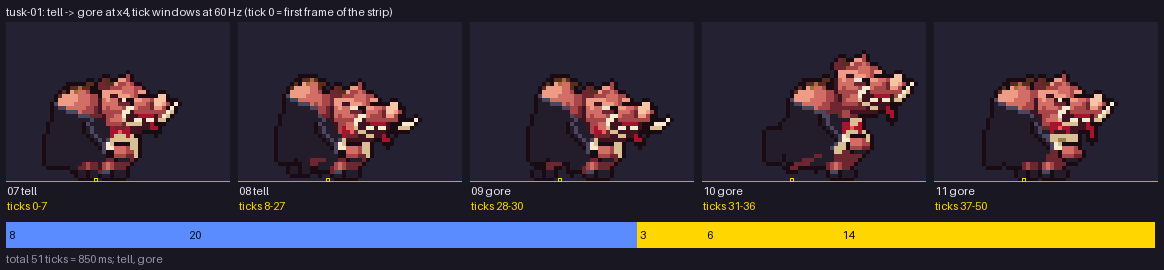 tusk-01: tell -> gore at x4, tick windows at 60 Hz (tick 0 = first frame of the strip)
07 tell
ticks 0-7
08 tell
ticks 8-27
09 gore
ticks 28-30
10 gore
ticks 31-36
11 gore
ticks 37-50
8 20 3 6 14
total 51 ticks = 850 ms; tell, gore